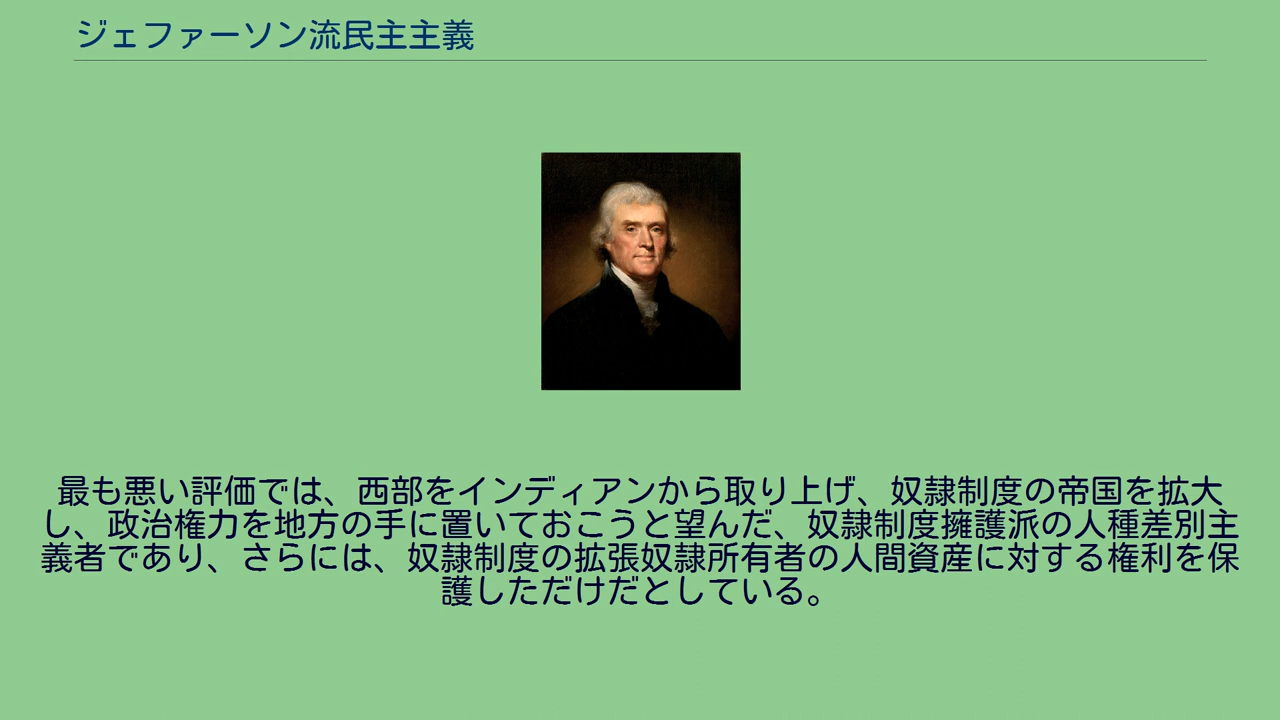 ジェファーソン流民主主義
最も悪い評価では、西部をインディアンから取り上げ、奴隷制度の帝国を拡大
し、政治権力を地方の手に置いておこうと望んだ、奴隷制度擁護派の人種差別主
義者であり、さらには、奴隷制度の拡張奴隷所有者の人間資産に対する権利を保
護しただけだとしている。